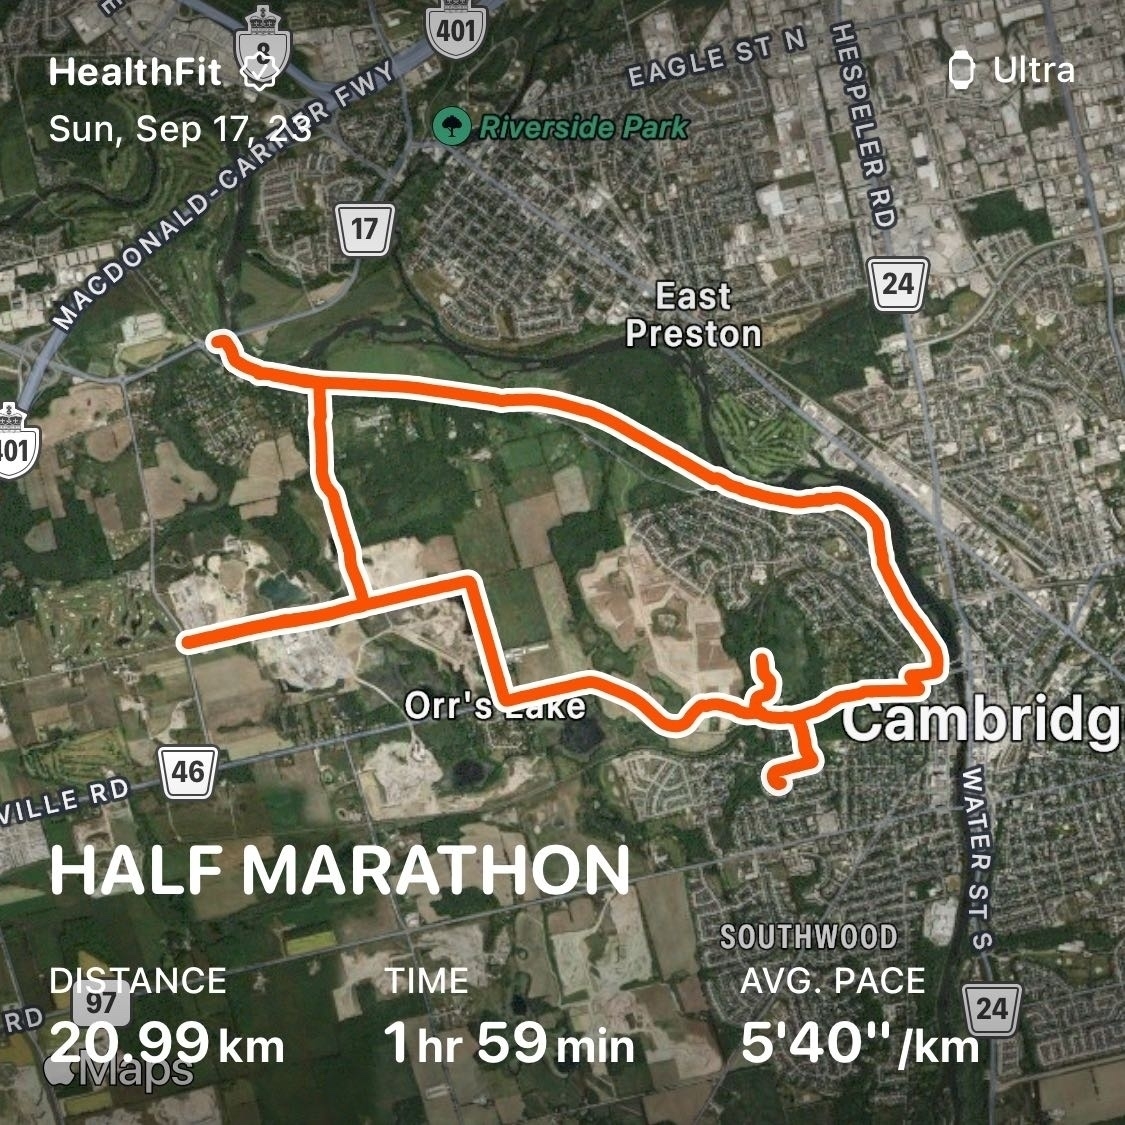 8
401
HealthFit
Ultra
Sun, Sep 17, 23
EAGLE ST N
HESPELER RD
Riverside Park
MACDONALD-CARTIER FWY
17
24
East
Preston
401
Orr's Lake
Cambridg
46
VILLE RD
WATER ST S
HALF MARATHON
SOUTHWOOD
DISTANCE
TIME
AVG. PACE
97
RD
24
20.99 km
1 hr 59 min
5'40"/km
Maps